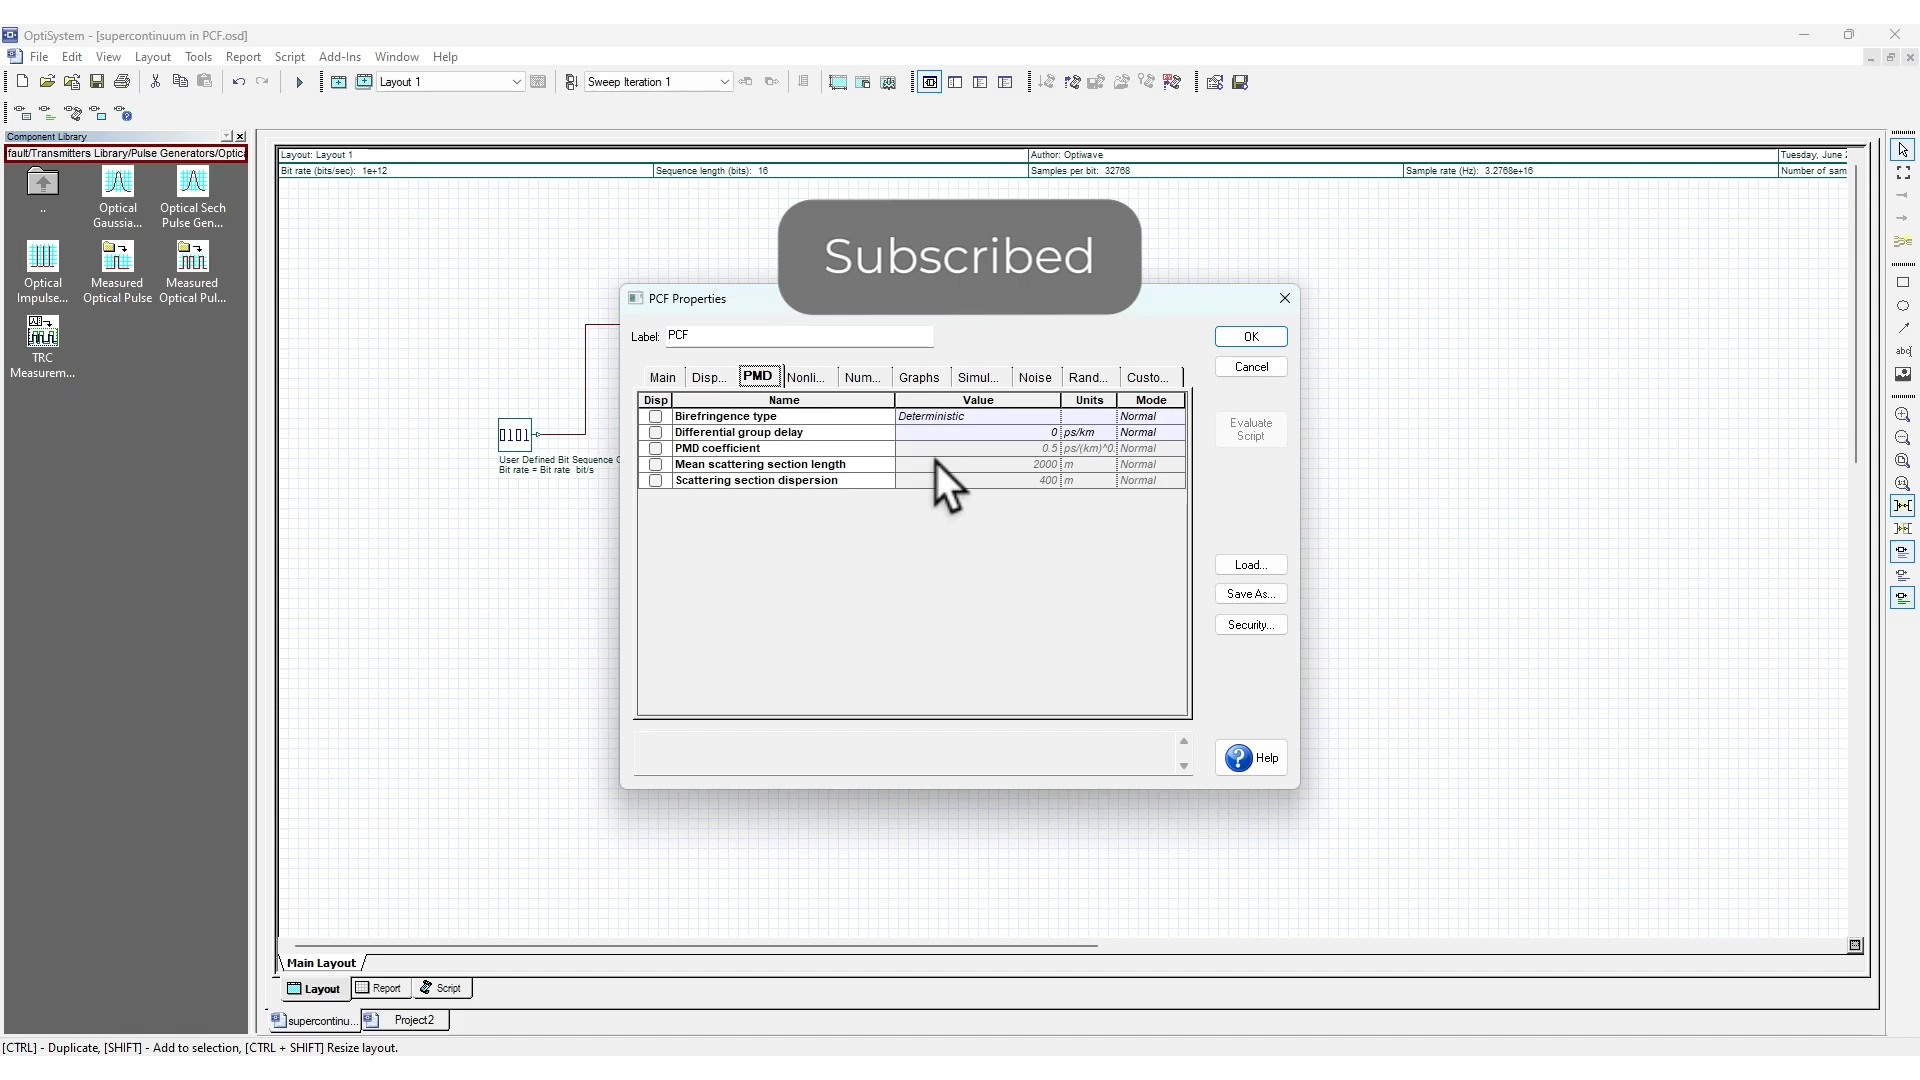 OptiSystem - [supercontinuum in PCF.osd]
File Edit View Layout Tools Report Script Add-Ins Window Help
Layout 1
Sweep Iteration 1
Component Library
fault/Transmitters Library/Pulse Generators/Optica
..
Optical Gaussia...
Optical Sech Pulse Gen...
Optical Impulse...
Measured Optical Pulse
Measured Optical Pul...
TRC Measurem...
Layout: Layout 1
Author: Optiwave
Tuesday, June
Bit rate (bits/sec): 1e+12
Sequence length (bits): 16
Samples per bit: 32768
Sample rate (Hz): 3.2768e+16
Number of sam
Subscribed
0101
User Defined Bit Sequence
Bit rate = Bit rate bit/s
PCF Properties
Label: PCF
OK
Cancel
Evaluate Script
Load...
Save As...
Security...
Help
Main Disp... PMD Nonli... Num... Graphs Simul... Noise Rand... Custo...
Disp Name Value Units Mode
Birefringence type Deterministic Normal
Differential group delay 0 ps/km Normal
PMD coefficient 0.5 ps/(km)^0. Normal
Mean scattering section length 2000 m Normal
Scattering section dispersion 400 m Normal
Main Layout
Layout Report Script
supercontinu... Project2
[CTRL] - Duplicate, [SHIFT] - Add to selection, [CTRL + SHIFT] Resize layout.